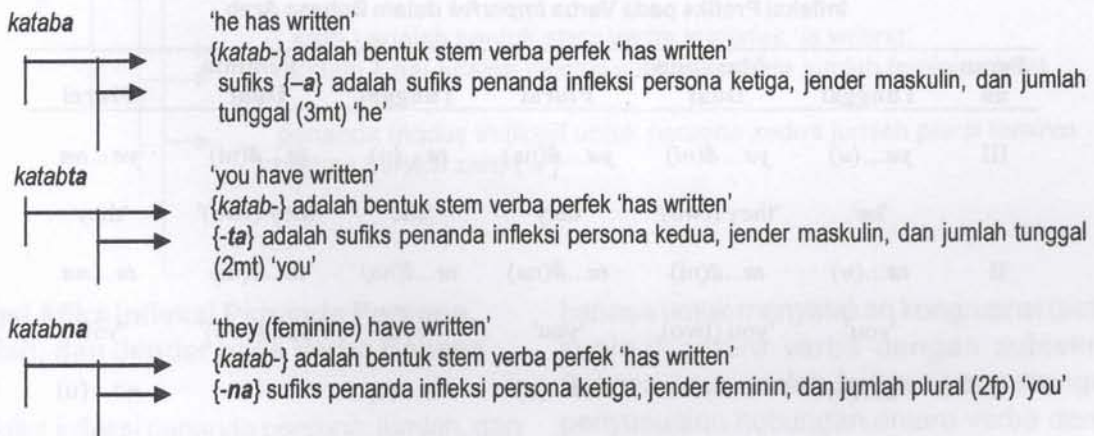 kataba 'he has written'
{katab-} adalah bentuk stem verba perfek 'has written'
sufiks {–a} adalah sufiks penanda infleksi persona ketiga, jender maskulin, dan jumlah
tunggal (3mt) 'he'
katabta 'you have written'
{katab-} adalah bentuk stem verba perfek 'has written'
{-ta} adalah sufiks penanda infleksi persona kedua, jender maskulin, dan jumlah tunggal
(2mt) 'you'
katabna 'they (feminine) have written'
{katab-} adalah bentuk stem verba perfek 'has written'
{-na} sufiks penanda infleksi persona ketiga, jender feminin, dan jumlah plural (2fp) 'you'